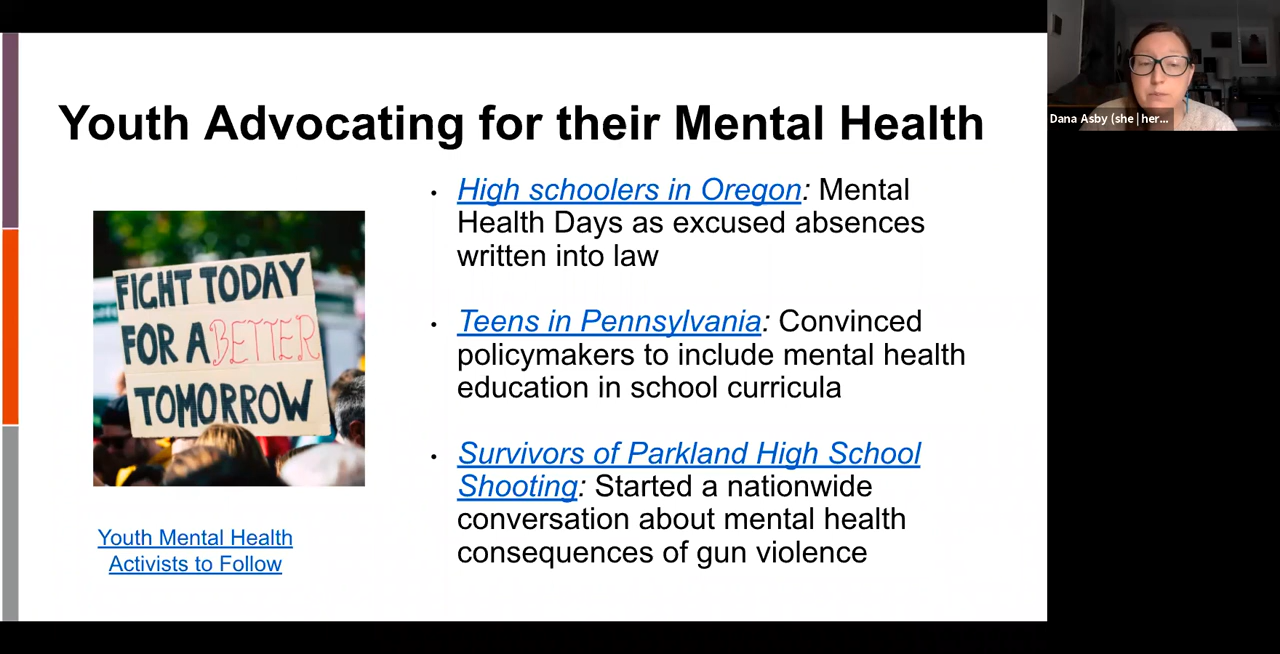 Youth Advocating for their Mental Health
FIGHT TODAY
FOR A BETTER
TOMORROW
Youth Mental Health
Activists to Follow
• High schoolers in Oregon: Mental
Health Days as excused absences
written into law
• Teens in Pennsylvania: Convinced
policymakers to include mental health
education in school curricula
• Survivors of Parkland High School
Shooting: Started a nationwide
conversation about mental health
consequences of gun violence
Dana Asby (she|her...